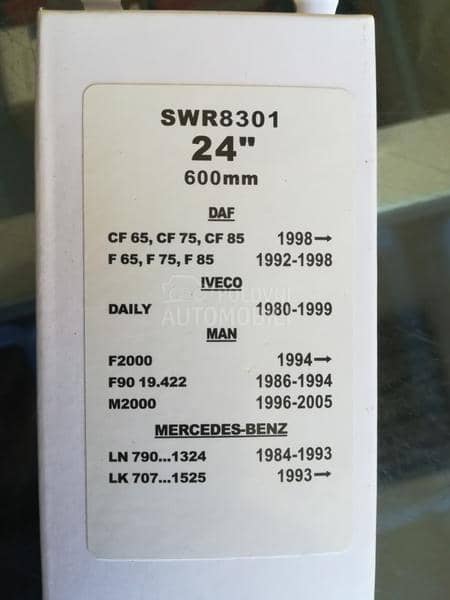 SWR8301
24"
600mm
DAF
CF 65, CF 75, CF 85 1998→
F 65, F 75, F 85 1992-1998
IVECO
POLOVNI
AUTOMOBILI
DAILY 1980-1999
MAN
F2000 1994→
F90 19.422 1986-1994
M2000 1996-2005
MERCEDES-BENZ
LN 790...1324 1984-1993
LK 707...1525 1993→